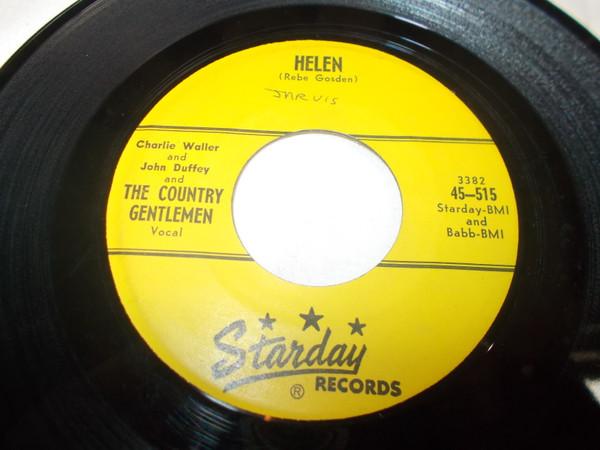 HELEN
(Rebe Gosden)
JARVIS
Charlie Waller
and
John Duffey
and
THE COUNTRY
GENTLEMEN
Vocal
3382
45—515
Starday-BMI
and
Babb-BMI
Starday
® RECORDS